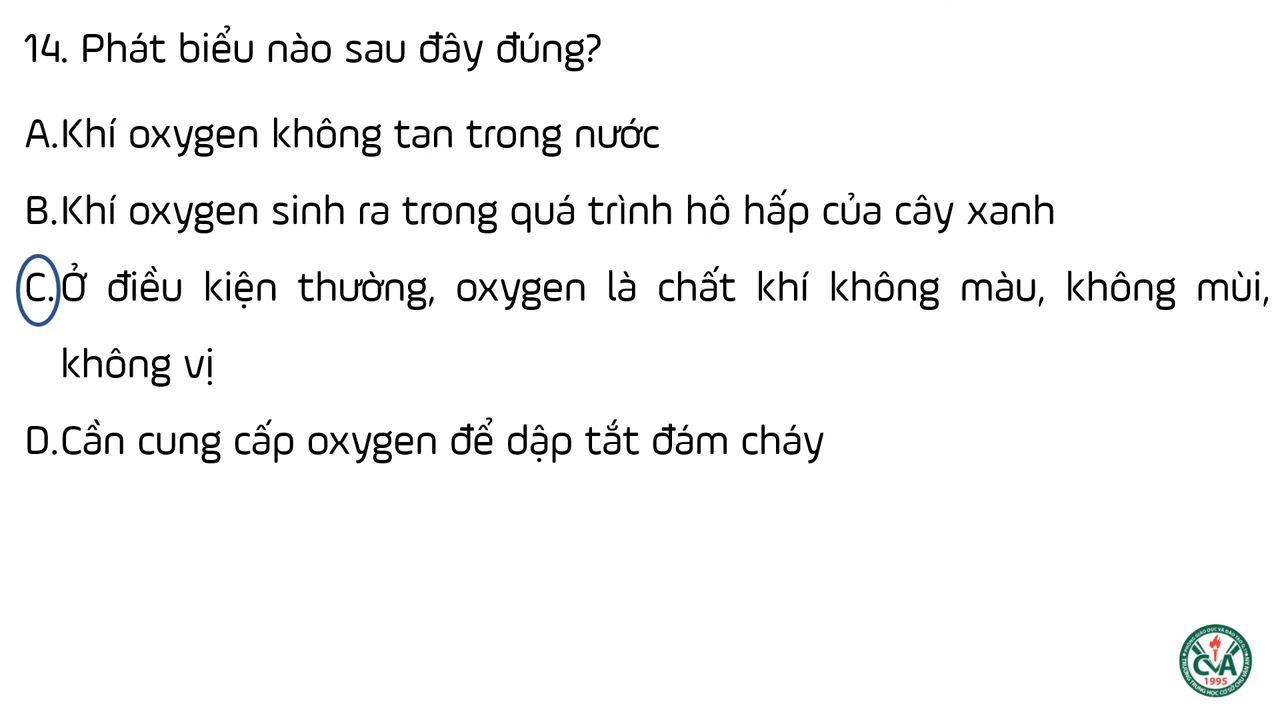 14. Phát biểu nào sau đây đúng?
A.Khí oxygen không tan trong nước
B.Khí oxygen sinh ra trong quá trình hô hấp của cây xanh
C.Ở điều kiện thường, oxygen là chất khí không màu, không mùi,
không vị
D.Cần cung cấp oxygen để dập tắt đám cháy
CVA
1995